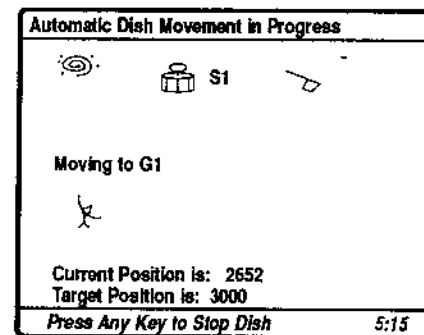 Automatic Dish Movement in Progress
S1
Moving to G1
Current Position is: 2652
Target Position is: 3000
Press Any Key to Stop Dish 5:15